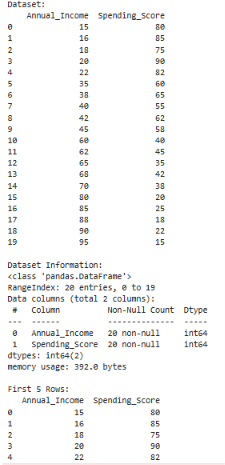 Dataset:
    Annual_Income  Spending_Score
0              15              80
1              16              85
2              18              75
3              20              90
4              22              82
5              35              60
6              38              65
7              40              55
8              42              62
9              45              58
10             60              40
11             62              45
12             65              35
13             68              42
14             70              38
15             80              20
16             85              25
17             88              18
18             90              22
19             95              15
Dataset Information:
<class 'pandas.DataFrame'>
RangeIndex: 20 entries, 0 to 19
Data columns (total 2 columns):
 #   Column          Non-Null Count  Dtype
---  ------          --------------  -----
 0   Annual_Income   20 non-null     int64
 1   Spending_Score  20 non-null     int64
dtypes: int64(2)
memory usage: 392.0 bytes
First 5 Rows:
   Annual_Income  Spending_Score
0             15              80
1             16              85
2             18              75
3             20              90
4             22              82